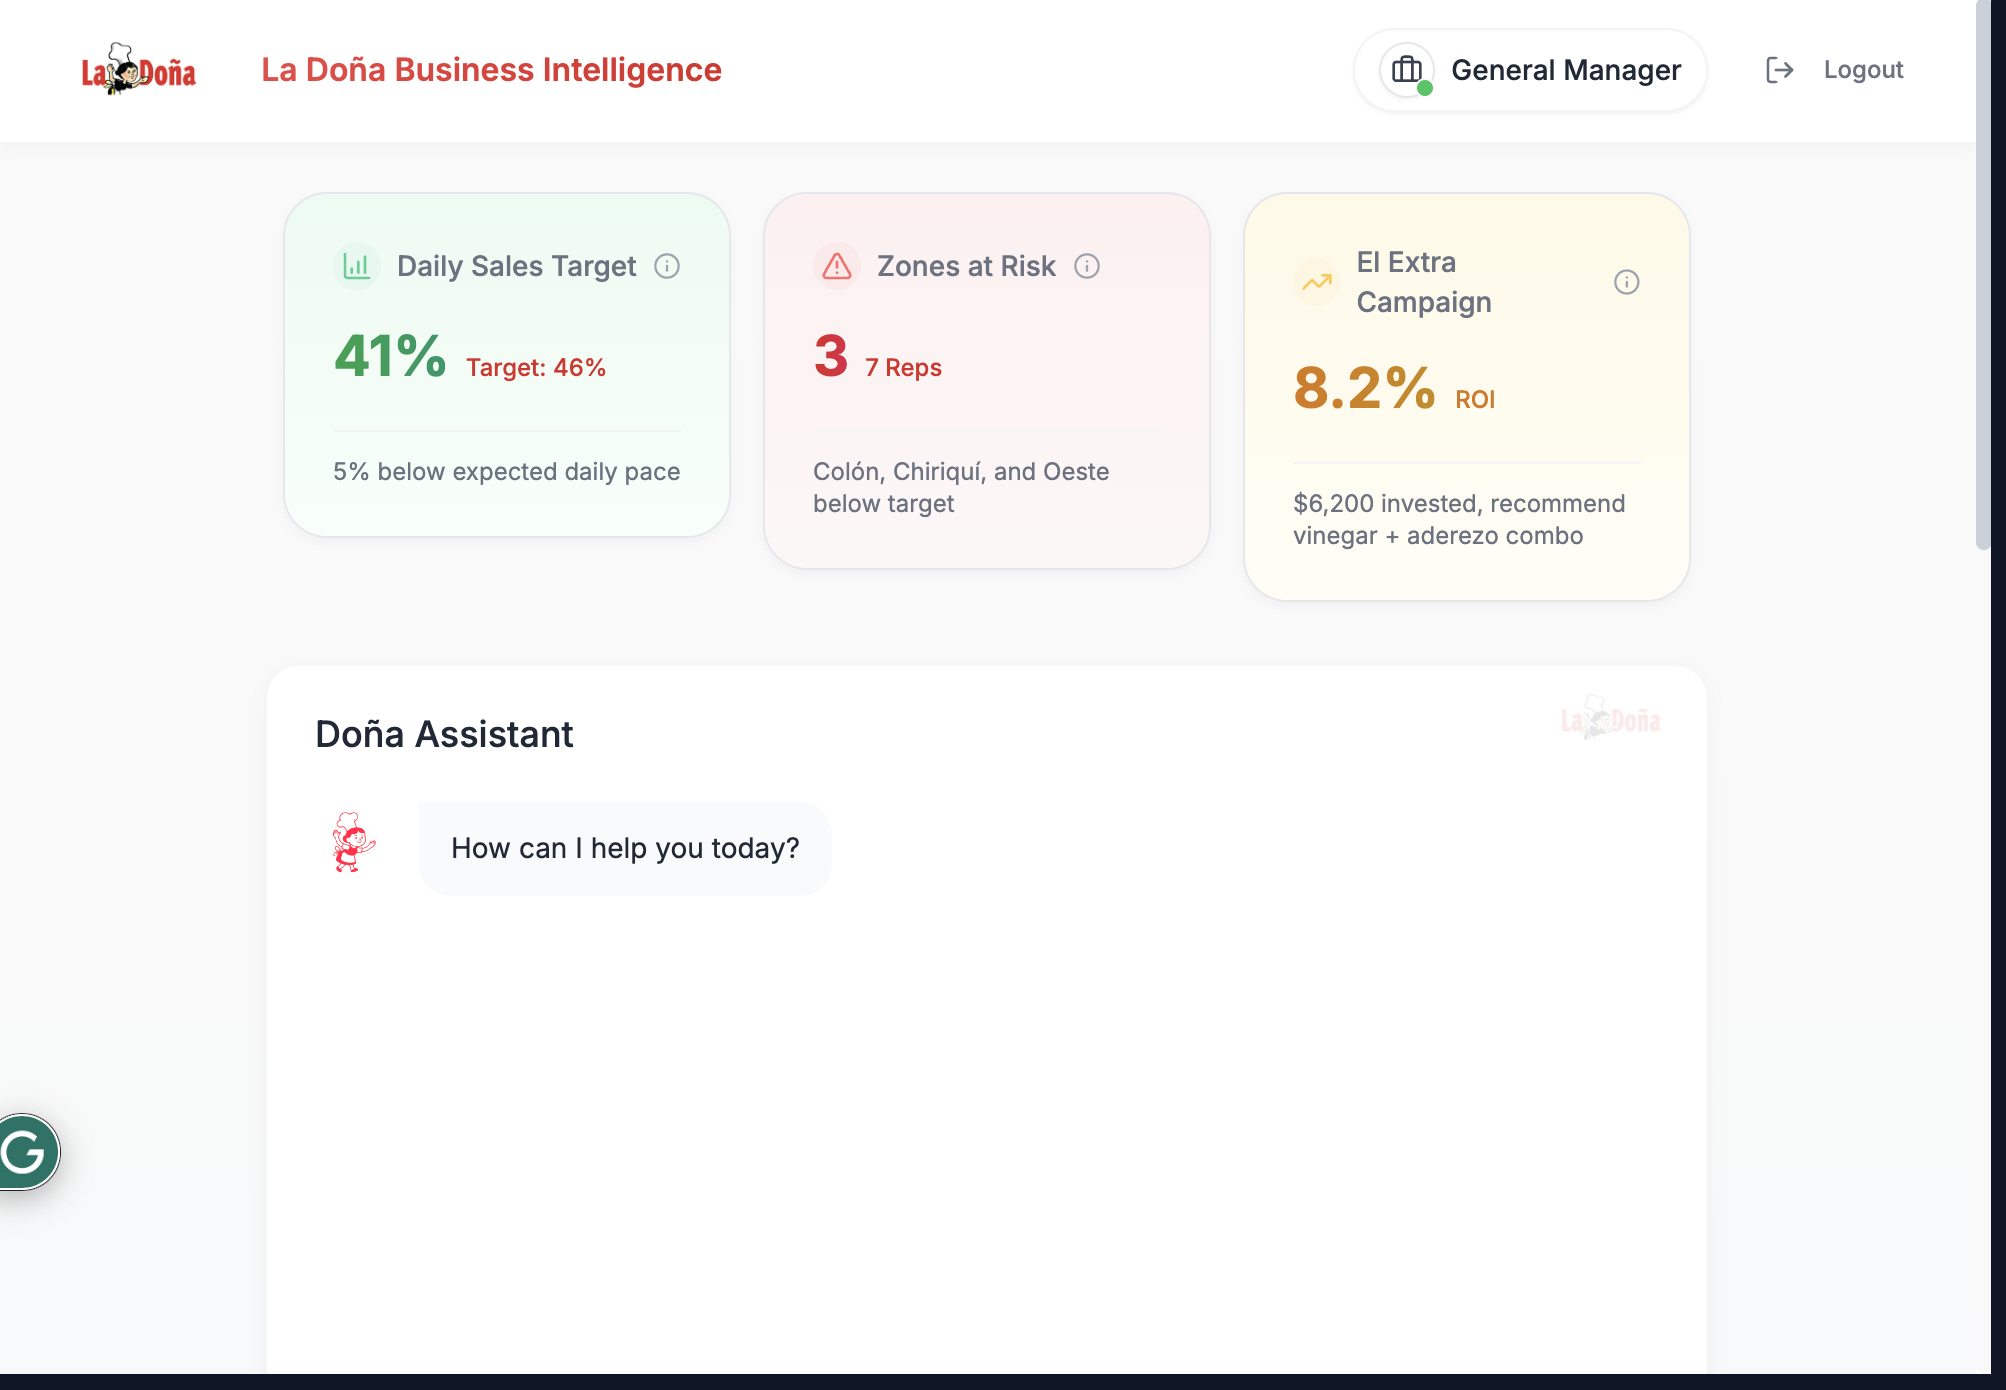 La Doña
La Doña Business Intelligence
General Manager
Logout
Daily Sales Target
41% Target: 46%
5% below expected daily pace
Zones at Risk
3 7 Reps
Colón, Chiriquí, and Oeste
below target
El Extra
Campaign
8.2% ROI
$6,200 invested, recommend
vinegar + aderezo combo
Doña Assistant
La Doña
How can I help you today?
G